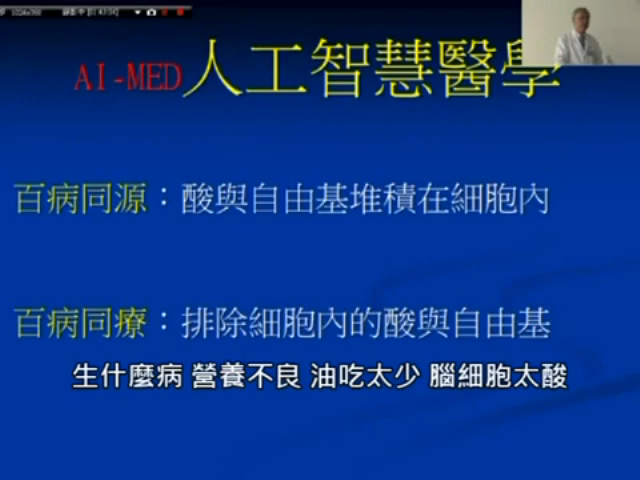 AI-MED人工智慧醫學
百病同源：酸與自由基堆積在細胞內
百病同療：排除細胞內的酸與自由基
生什麼病 營養不良 油吃太少 腦細胞太酸